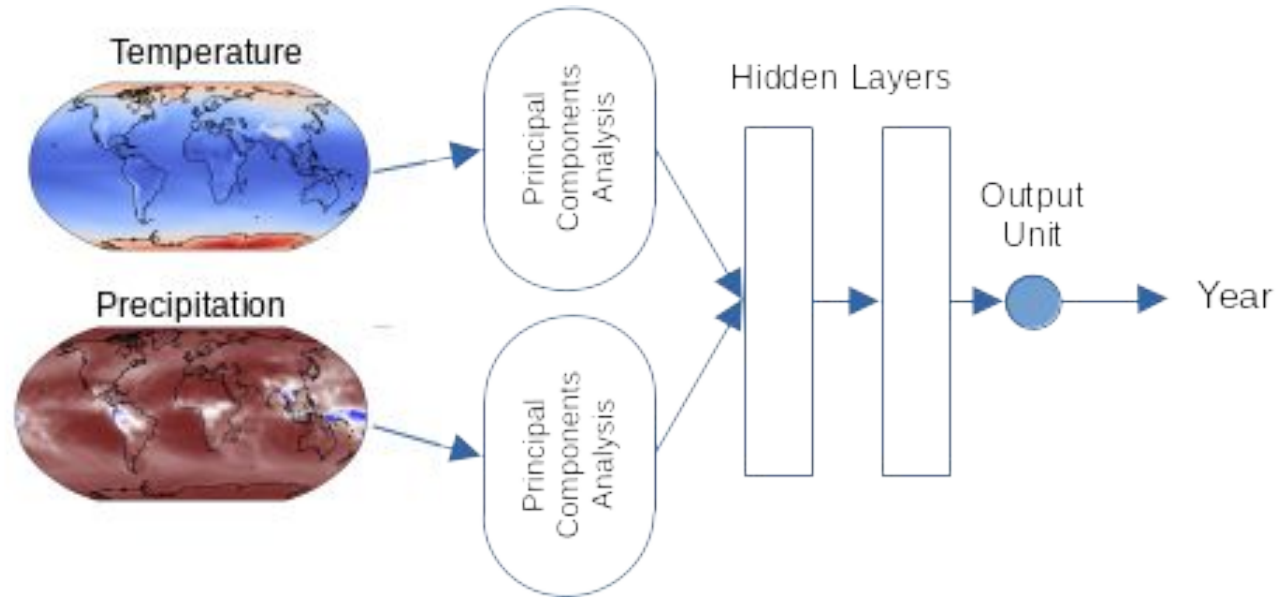 Temperature
Principal
Components
Analysis
Hidden Layers
Output
Unit
Year
Precipitation
Principal
Components
Analysis